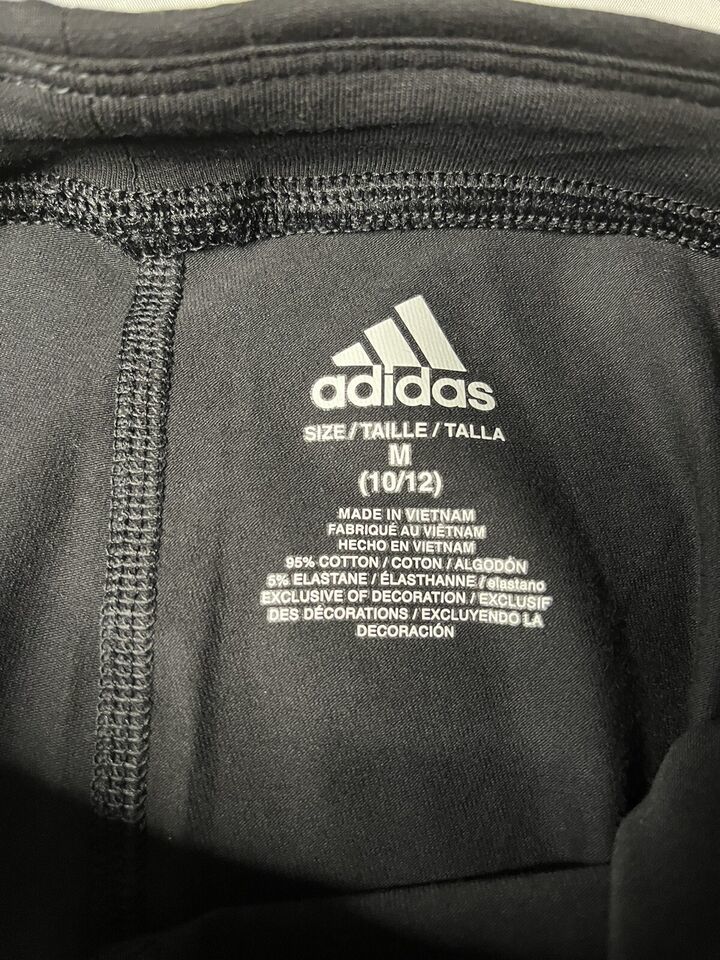 adidas
SIZE / TAILLE / TALLA
M
(10/12)
MADE IN VIETNAM
FABRIQUÉ AU VIÊTNAM
HECHO EN VIETNAM
95% COTTON / COTON / ALGODÓN
5% ELASTANE / ÉLASTHANNE / elastano
EXCLUSIVE OF DECORATION / EXCLUSIF
DES DÉCORATIONS / EXCLUYENDO LA
DECORACIÓN